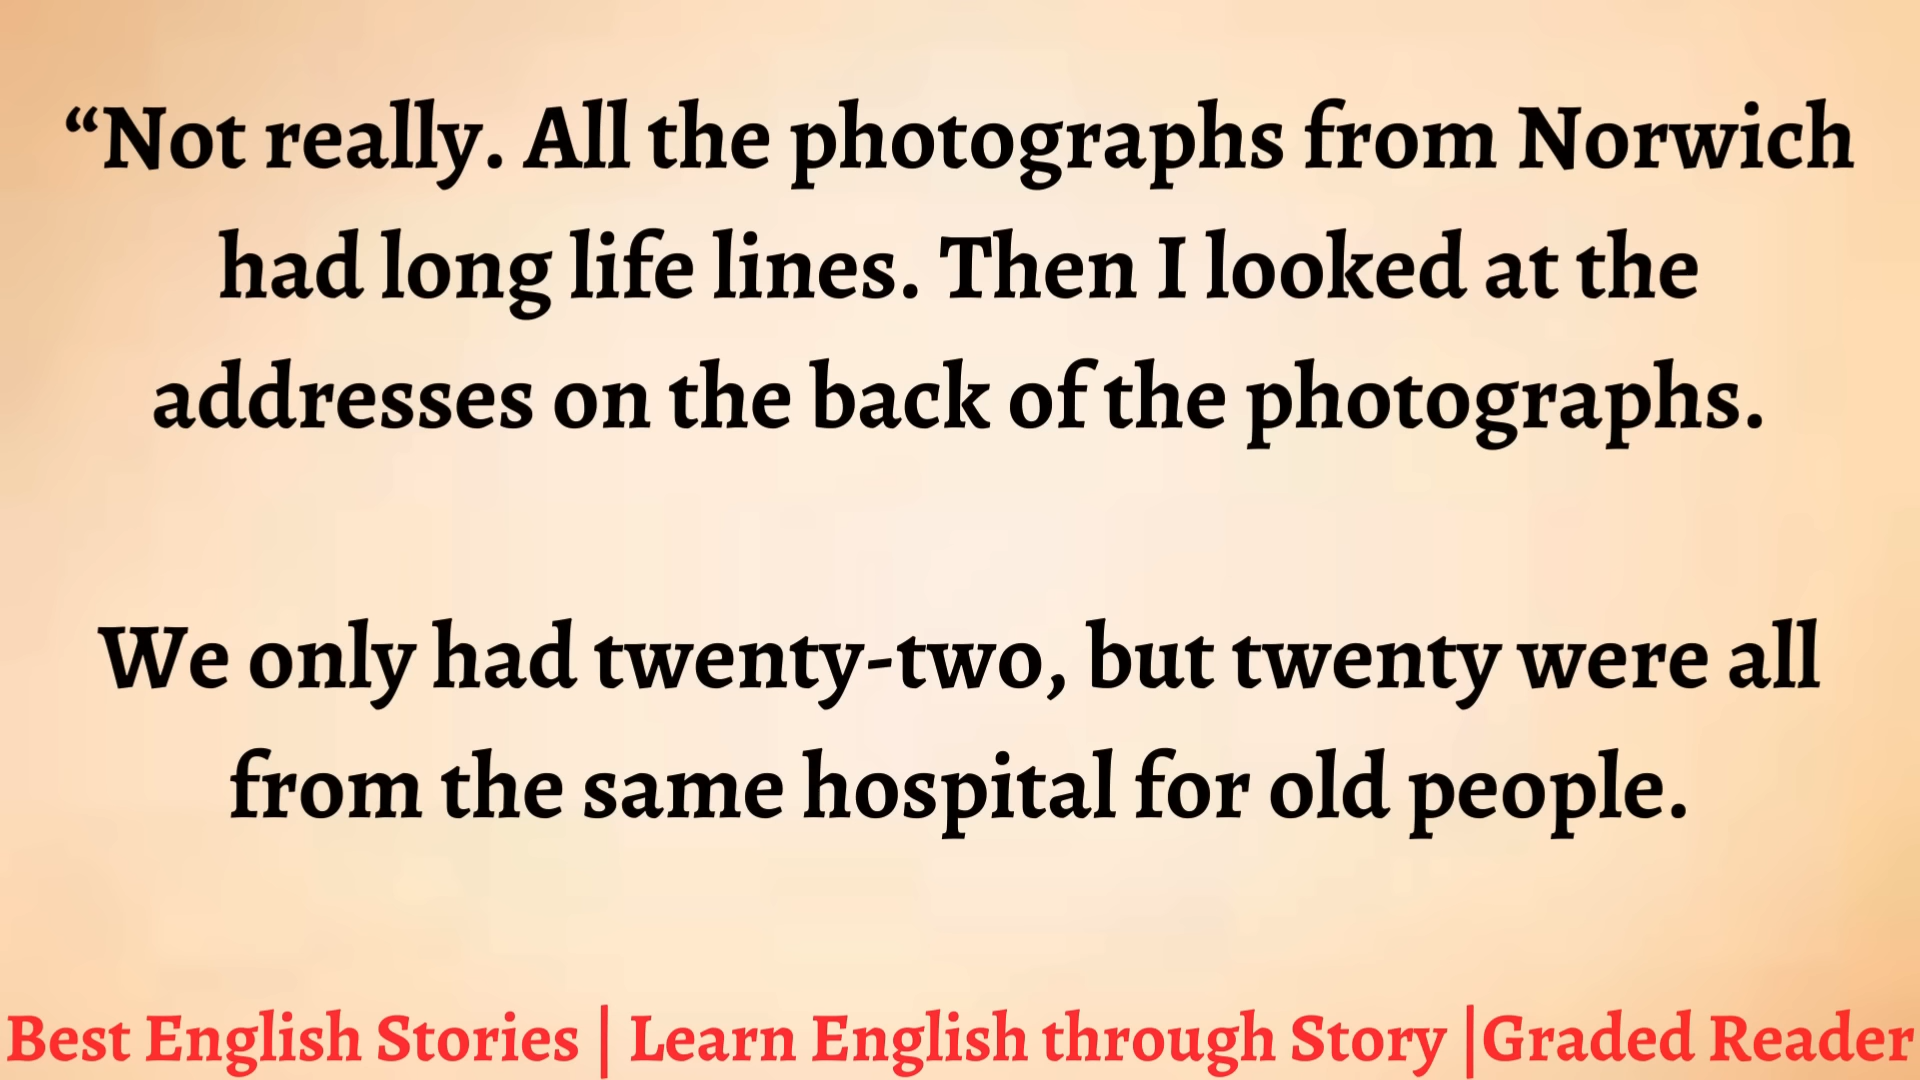 “Not really. All the photographs from Norwich
had long life lines. Then I looked at the
addresses on the back of the photographs.
We only had twenty-two, but twenty were all
from the same hospital for old people.
Best English Stories | Learn English through Story |Graded Reader